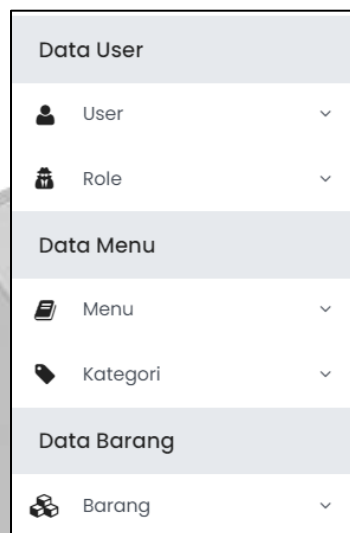 Data User
User
Role
Data Menu
Menu
Kategori
Data Barang
Barang